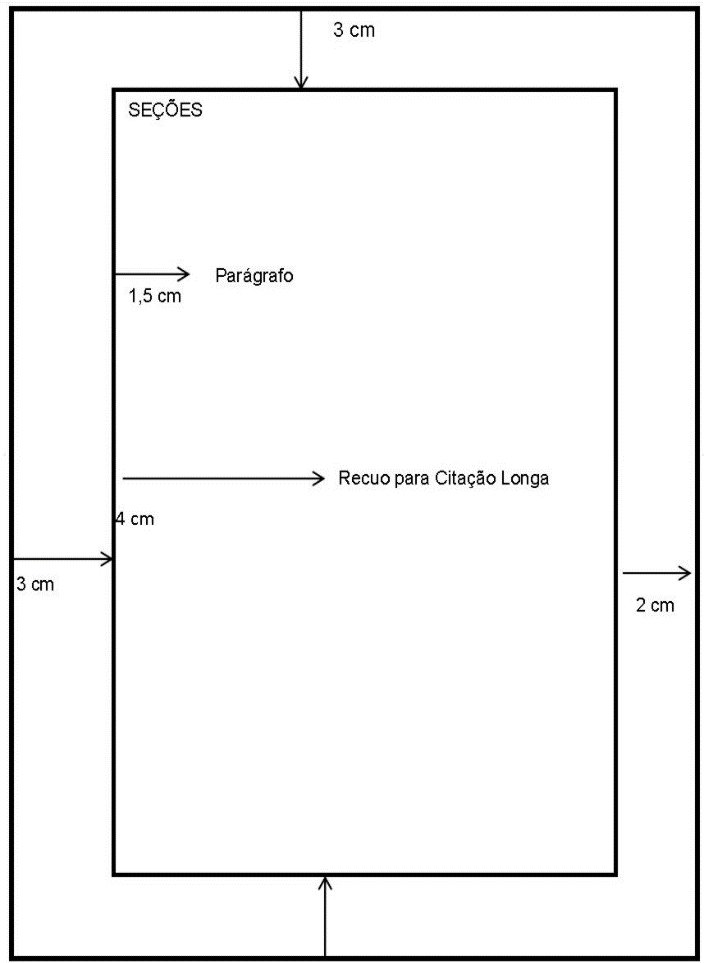 3 cm
SEÇÕES
Parágrafo
1,5 cm
Recuo para Citação Longa
4 cm
3 cm
2 cm